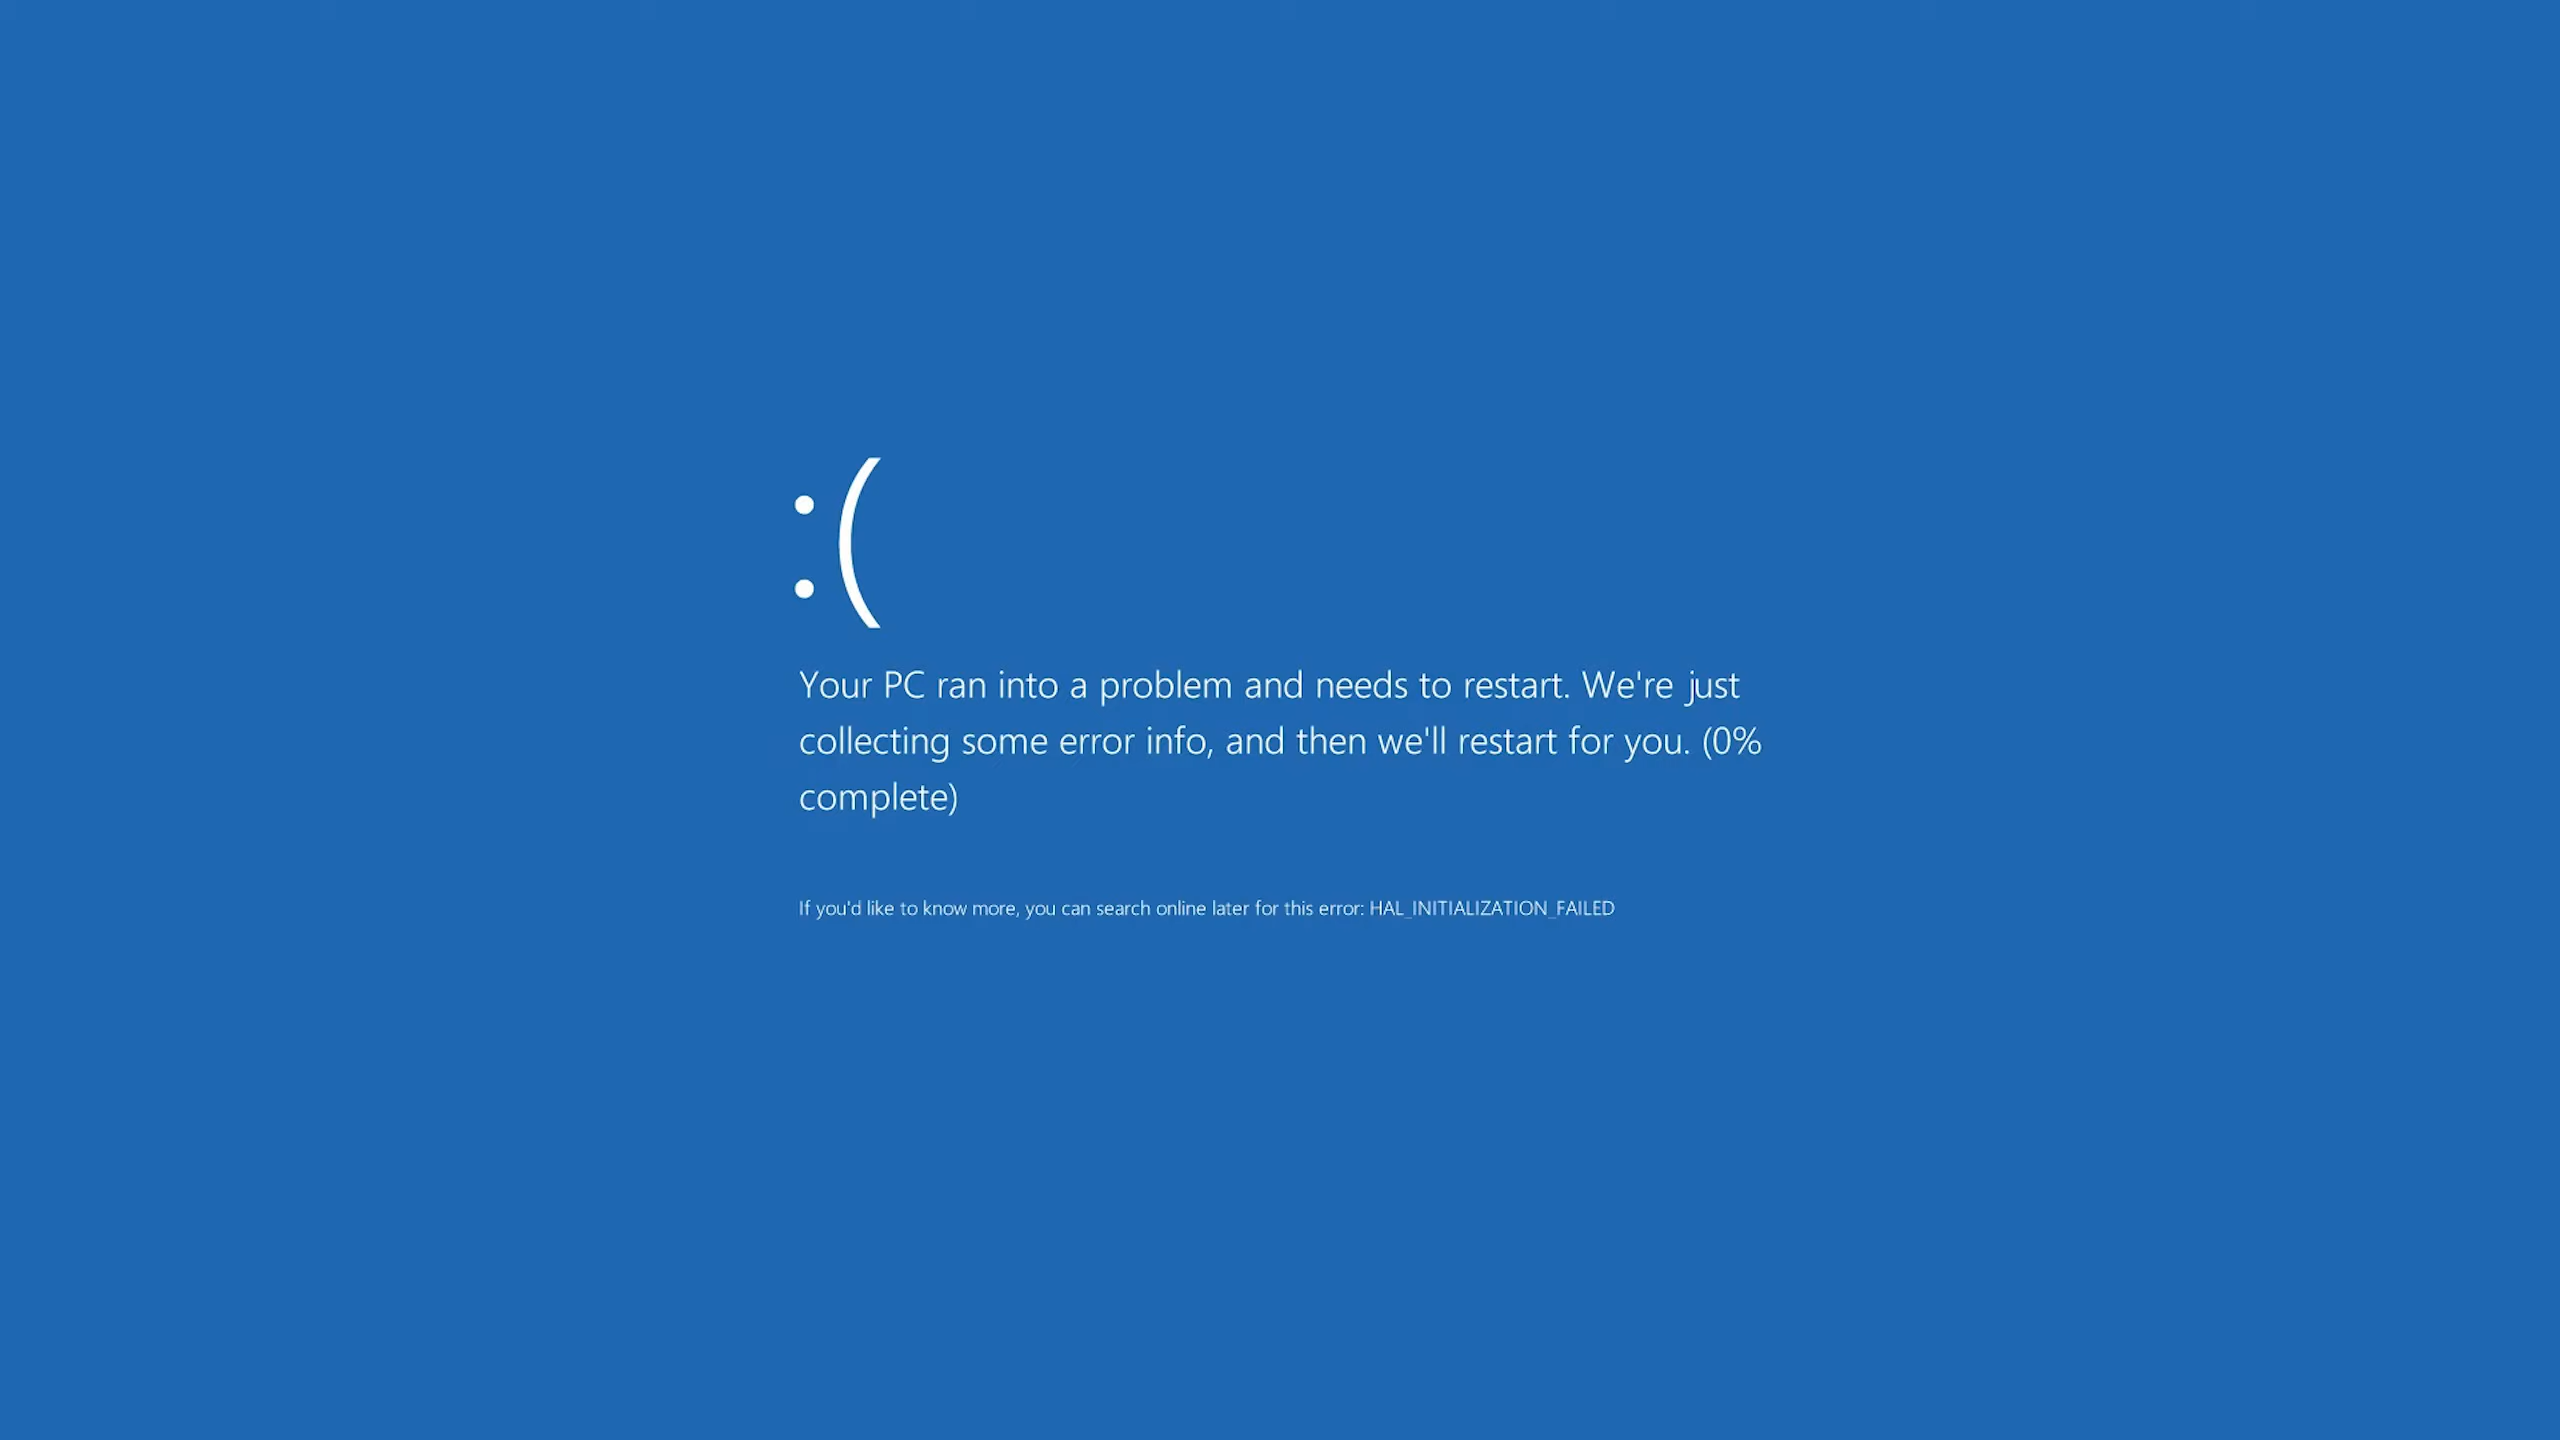 :(
Your PC ran into a problem and needs to restart. We're just
collecting some error info, and then we'll restart for you. (0%
complete)
If you'd like to know more, you can search online later for this error: HAL_INITIALIZATION_FAILED